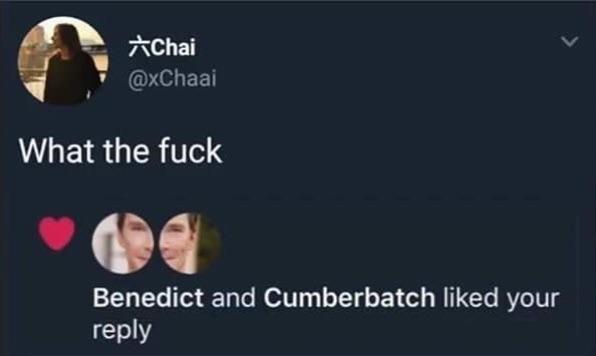 六Chai
@xChaai
What the fuck
Benedict and Cumberbatch liked your
reply